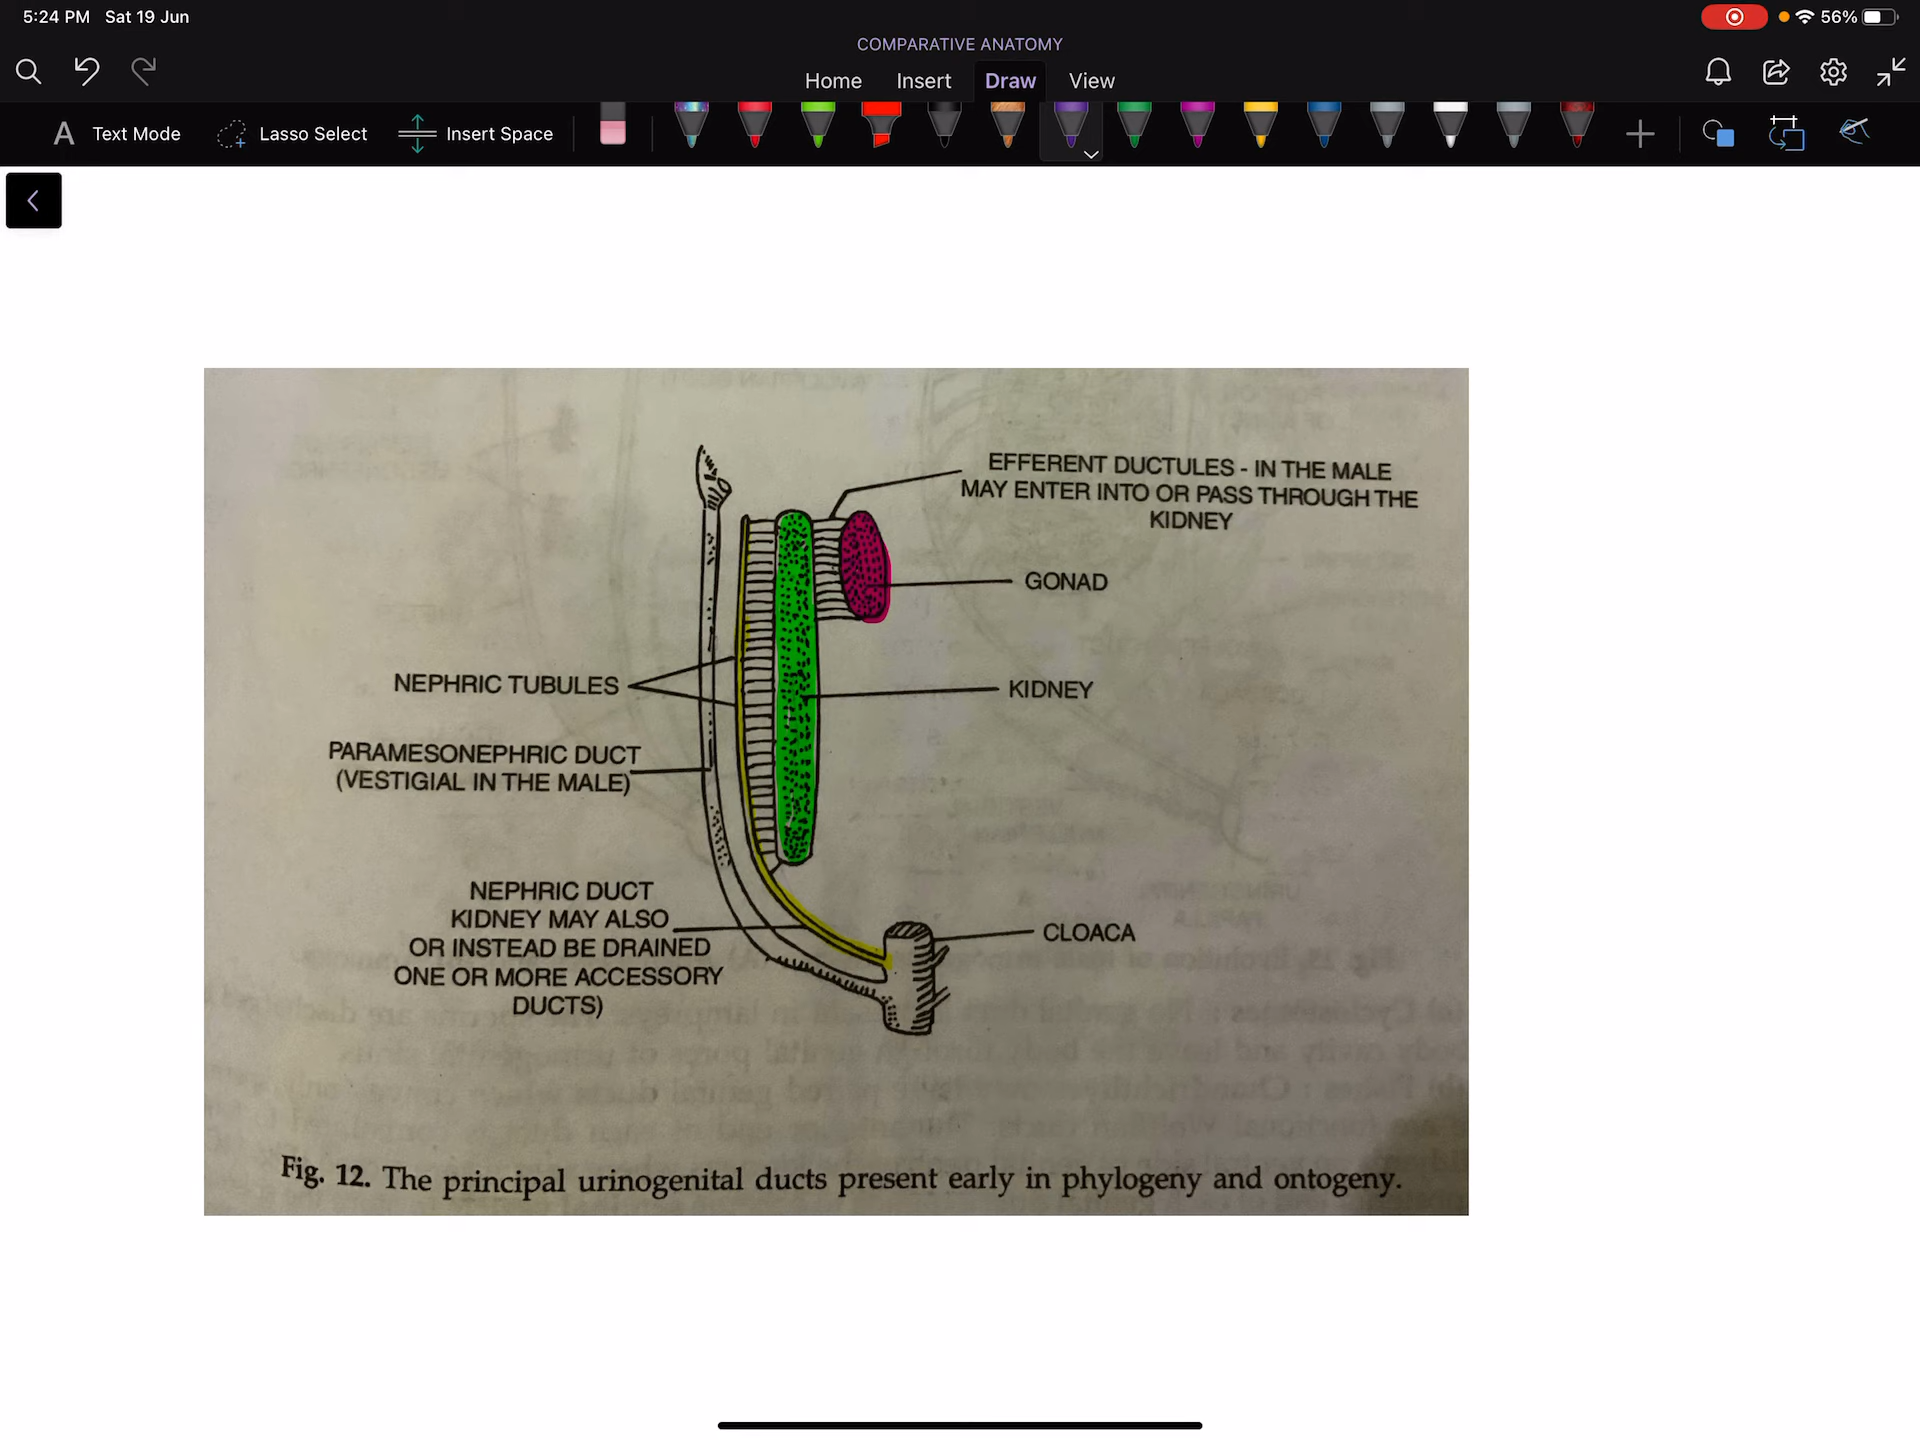 5:24 PM Sat 19 Jun
56%
COMPARATIVE ANATOMY
Home Insert Draw View
A Text Mode Lasso Select Insert Space
EFFERENT DUCTULES - IN THE MALE
MAY ENTER INTO OR PASS THROUGH THE
KIDNEY
GONAD
NEPHRIC TUBULES
KIDNEY
PARAMESONEPHRIC DUCT
(VESTIGIAL IN THE MALE)
NEPHRIC DUCT
KIDNEY MAY ALSO
OR INSTEAD BE DRAINED
ONE OR MORE ACCESSORY
DUCTS)
CLOACA
Fig. 12. The principal urinogenital ducts present early in phylogeny and ontogeny.